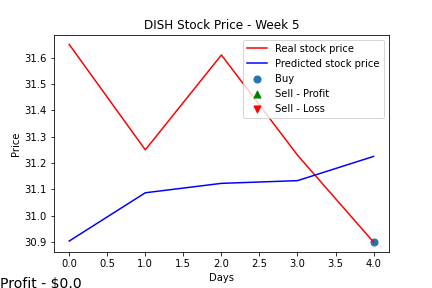 DISH Stock Price - Week 5
Real stock price
Predicted stock price
Buy
Sell - Profit
Sell - Loss
Price
31.6
31.5
31.4
31.3
31.2
31.1
31.0
30.9
0.0 0.5 1.0 1.5 2.0 2.5 3.0 3.5 4.0
Days
Profit - $0.0